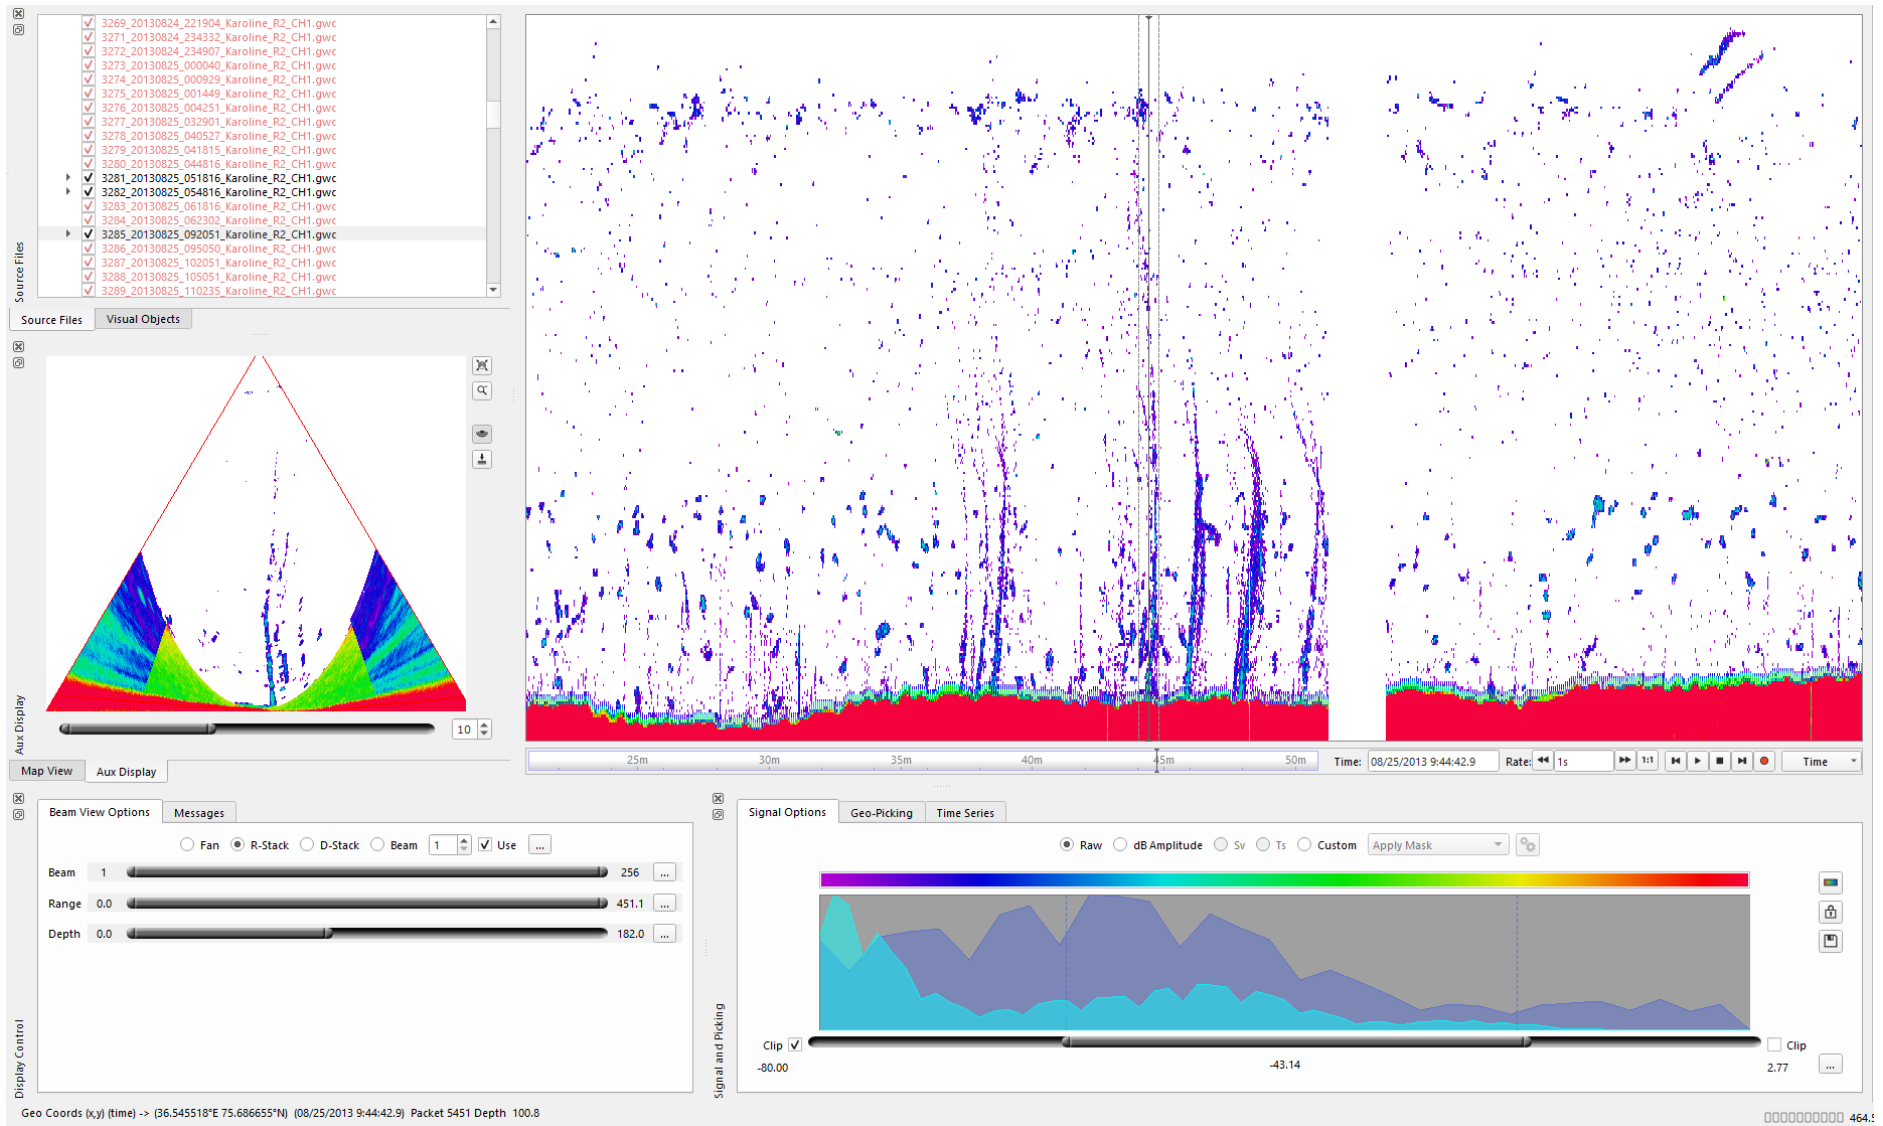 3269_20130824_221904_Karoline_R2_CH1.gwc
3271_20130824_234332_Karoline_R2_CH1.gwc
3272_20130824_234907_Karoline_R2_CH1.gwc
3273_20130825_000040_Karoline_R2_CH1.gwc
3274_20130825_000929_Karoline_R2_CH1.gwc
3275_20130825_001449_Karoline_R2_CH1.gwc
3276_20130825_004251_Karoline_R2_CH1.gwc
3277_20130825_032901_Karoline_R2_CH1.gwc
3278_20130825_040527_Karoline_R2_CH1.gwc
3279_20130825_041815_Karoline_R2_CH1.gwc
3280_20130825_044816_Karoline_R2_CH1.gwc
3281_20130825_051816_Karoline_R2_CH1.gwc
3282_20130825_054816_Karoline_R2_CH1.gwc
3283_20130825_061816_Karoline_R2_CH1.gwc
3284_20130825_062302_Karoline_R2_CH1.gwc
3285_20130825_092051_Karoline_R2_CH1.gwc
3286_20130825_095050_Karoline_R2_CH1.gwc
3287_20130825_102051_Karoline_R2_CH1.gwc
3288_20130825_105051_Karoline_R2_CH1.gwc
3289_20130825_110235_Karoline_R2_CH1.gwc
Source Files
Source Files Visual Objects
10
Aux Display
Map View Aux Display
25m 30m 35m 40m 45m 50m
Time: 08/25/2013 9:44:42.9 Rate: 1s 1:1 Time
Beam View Options Messages
Fan R-Stack D-Stack Beam 1 Use ...
Beam 1 256 ...
Range 0.0 451.1 ...
Depth 0.0 182.0 ...
Display Control
Signal Options Geo-Picking Time Series
Raw dB Amplitude Sv Ts Custom Apply Mask
Clip Clip
-80.00 -43.14 2.77 ...
Signal and Picking
Geo Coords (x,y) (time) -> (36.545518°E 75.686655°N) (08/25/2013 9:44:42.9) Packet 5451 Depth 100.8